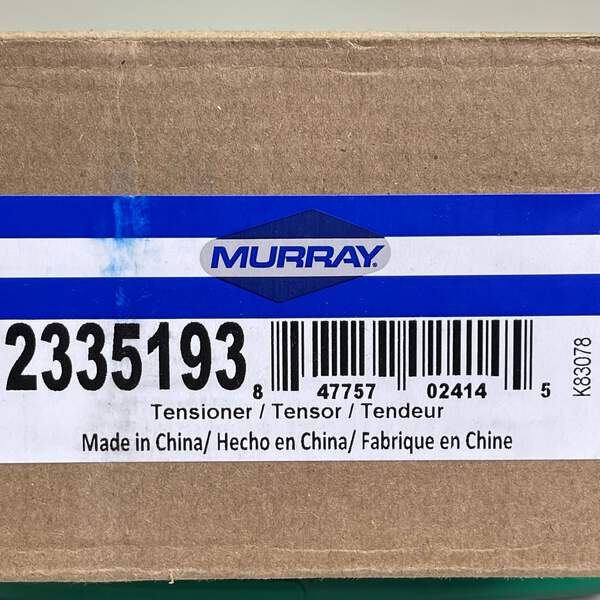 MURRAY.
2335193
8 47757 02414 5
K83078
Tensioner / Tensor / Tendeur
Made in China/ Hecho en China/ Fabrique en Chine